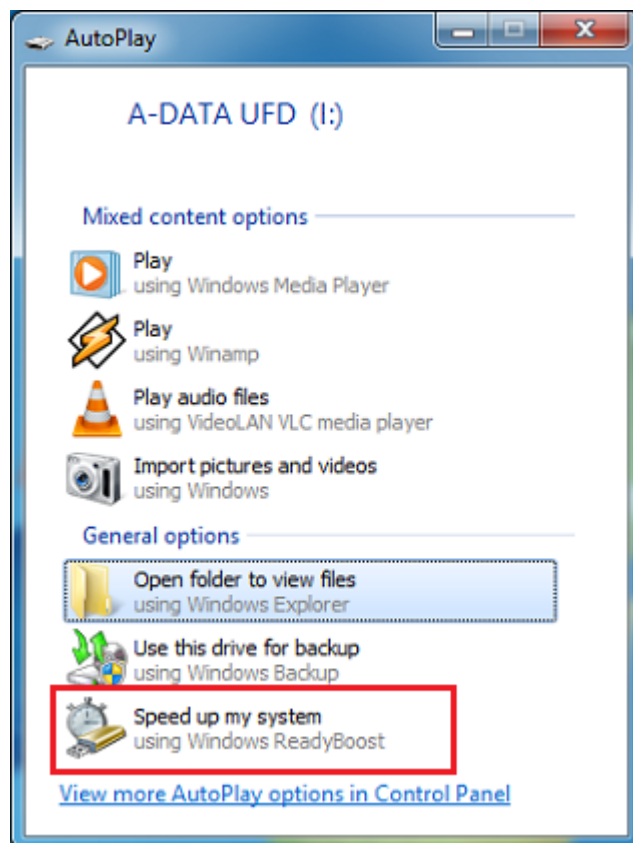 AutoPlay
A-DATA UFD (I:)
Mixed content options
Play
using Windows Media Player
Play
using Winamp
Play audio files
using VideoLAN VLC media player
Import pictures and videos
using Windows
General options
Open folder to view files
using Windows Explorer
Use this drive for backup
using Windows Backup
Speed up my system
using Windows ReadyBoost
View more AutoPlay options in Control Panel